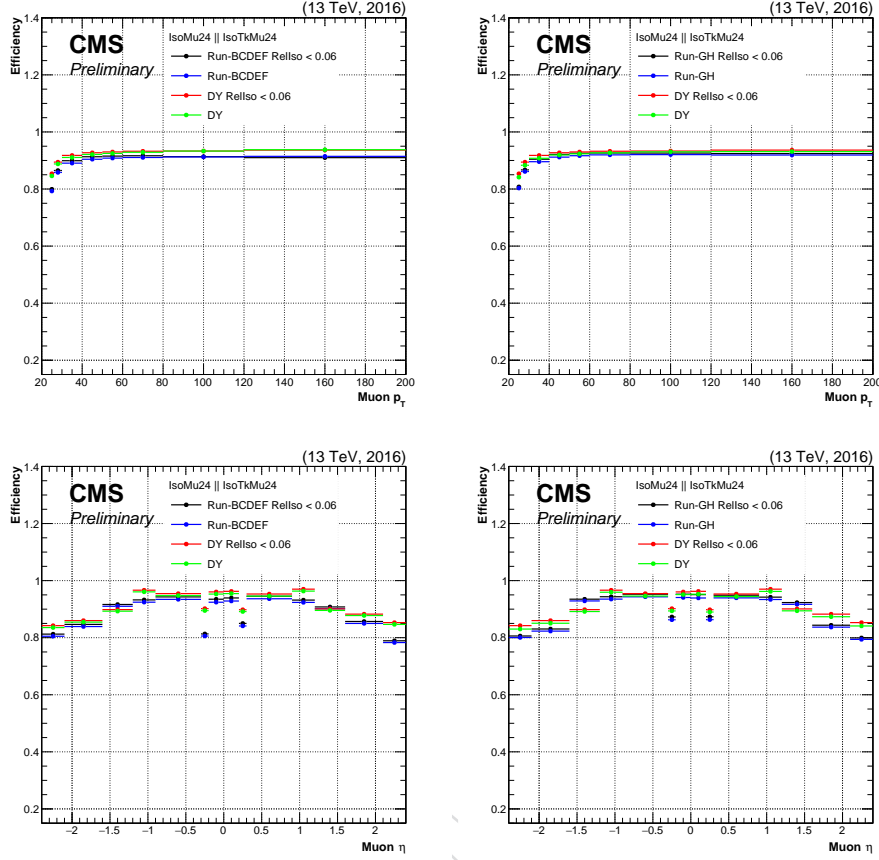 (13 TeV, 2016)
Efficiency
1.4
1.2
1
0.8
0.6
0.4
0.2
CMS
Preliminary
IsoMu24 || IsoTkMu24
Run-BCDEF RelIso < 0.06
Run-BCDEF
DY RelIso < 0.06
DY
20 40 60 80 100 120 140 160 180 200
Muon p_T
(13 TeV, 2016)
Efficiency
1.4
1.2
1
0.8
0.6
0.4
0.2
CMS
Preliminary
IsoMu24 || IsoTkMu24
Run-GH RelIso < 0.06
Run-GH
DY RelIso < 0.06
DY
20 40 60 80 100 120 140 160 180 200
Muon p_T
(13 TeV, 2016)
Efficiency
1.4
1.2
1
0.8
0.6
0.4
0.2
CMS
Preliminary
IsoMu24 || IsoTkMu24
Run-BCDEF RelIso < 0.06
Run-BCDEF
DY RelIso < 0.06
DY
−2 −1.5 −1 −0.5 0 0.5 1 1.5 2
Muon η
(13 TeV, 2016)
Efficiency
1.4
1.2
1
0.8
0.6
0.4
0.2
CMS
Preliminary
IsoMu24 || IsoTkMu24
Run-GH RelIso < 0.06
Run-GH
DY RelIso < 0.06
DY
−2 −1.5 −1 −0.5 0 0.5 1 1.5 2
Muon η